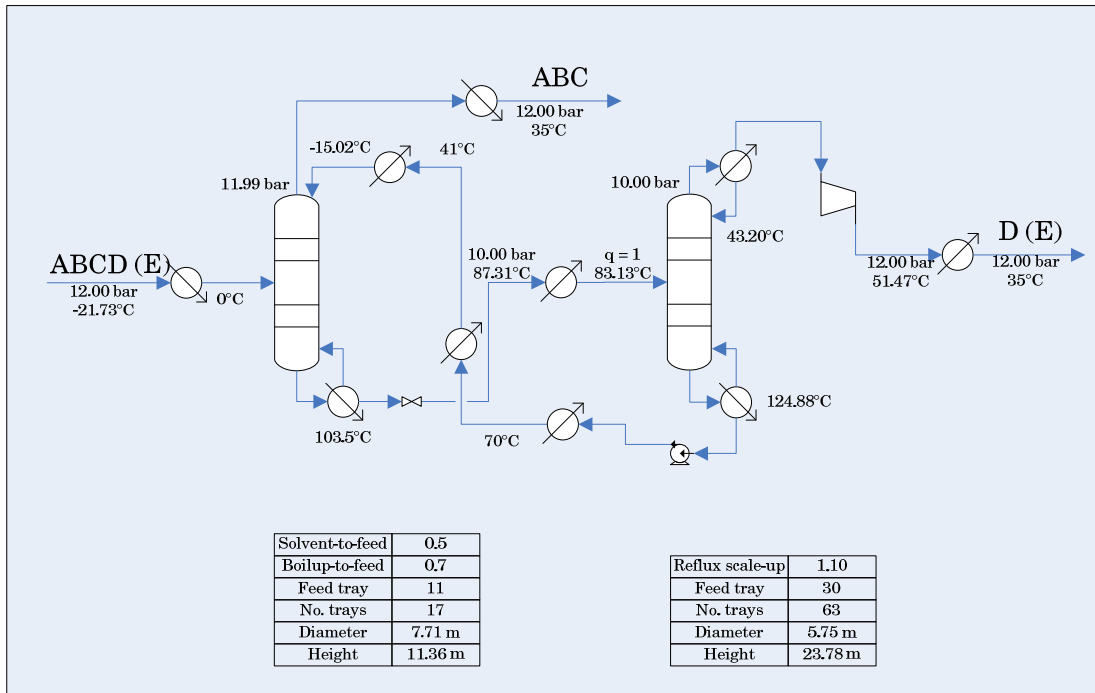 ABC
12.00 bar
35°C
-15.02°C
41°C
11.99 bar
10.00 bar
43.20°C
ABCD (E)
12.00 bar
-21.73°C
0°C
10.00 bar
87.31°C
q = 1
83.13°C
D (E)
12.00 bar
51.47°C
12.00 bar
35°C
103.5°C
70°C
124.88°C
Solvent-to-feed 0.5
Boilup-to-feed 0.7
Feed tray 11
No. trays 17
Diameter 7.71 m
Height 11.36 m
Reflux scale-up 1.10
Feed tray 30
No. trays 63
Diameter 5.75 m
Height 23.78 m